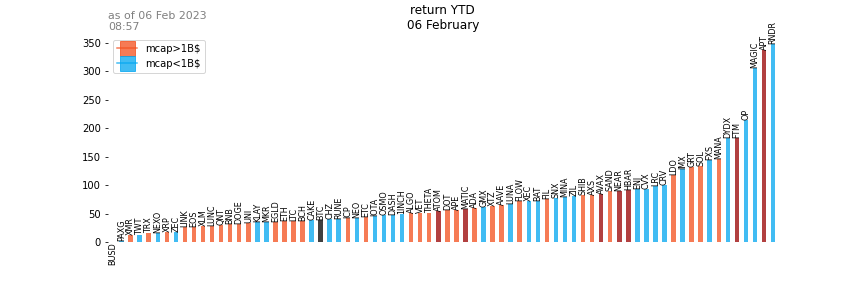 as of 06 Feb 2023
08:57
return YTD
06 February
mcap>1B$
mcap<1B$
350
300
250
200
150
100
50
0
BUSD
PAXG
XMR
TWT
TRX
NEXO
XRP
ZEC
LINK
EOS
XLM
LUNC
QNT
BNB
DOGE
UNI
KLAY
MKR
EGLD
ETH
LTC
BCH
CAKE
BTC
CHZ
RUNE
ICP
NEO
ETC
IOTA
OSMO
DASH
1INCH
ALGO
VET
THETA
ATOM
DOT
APE
MATIC
ADA
GMX
XTZ
AAVE
LUNA
FLOW
XEC
BAT
FIL
SNX
MINA
ZIL
SHIB
AXS
AVAX
SAND
NEAR
HBAR
ENJ
CVX
LRC
CRV
LDO
IMX
GRT
SOL
FXS
MANA
DYDX
FTM
OP
MAGIC
APT
RNDR